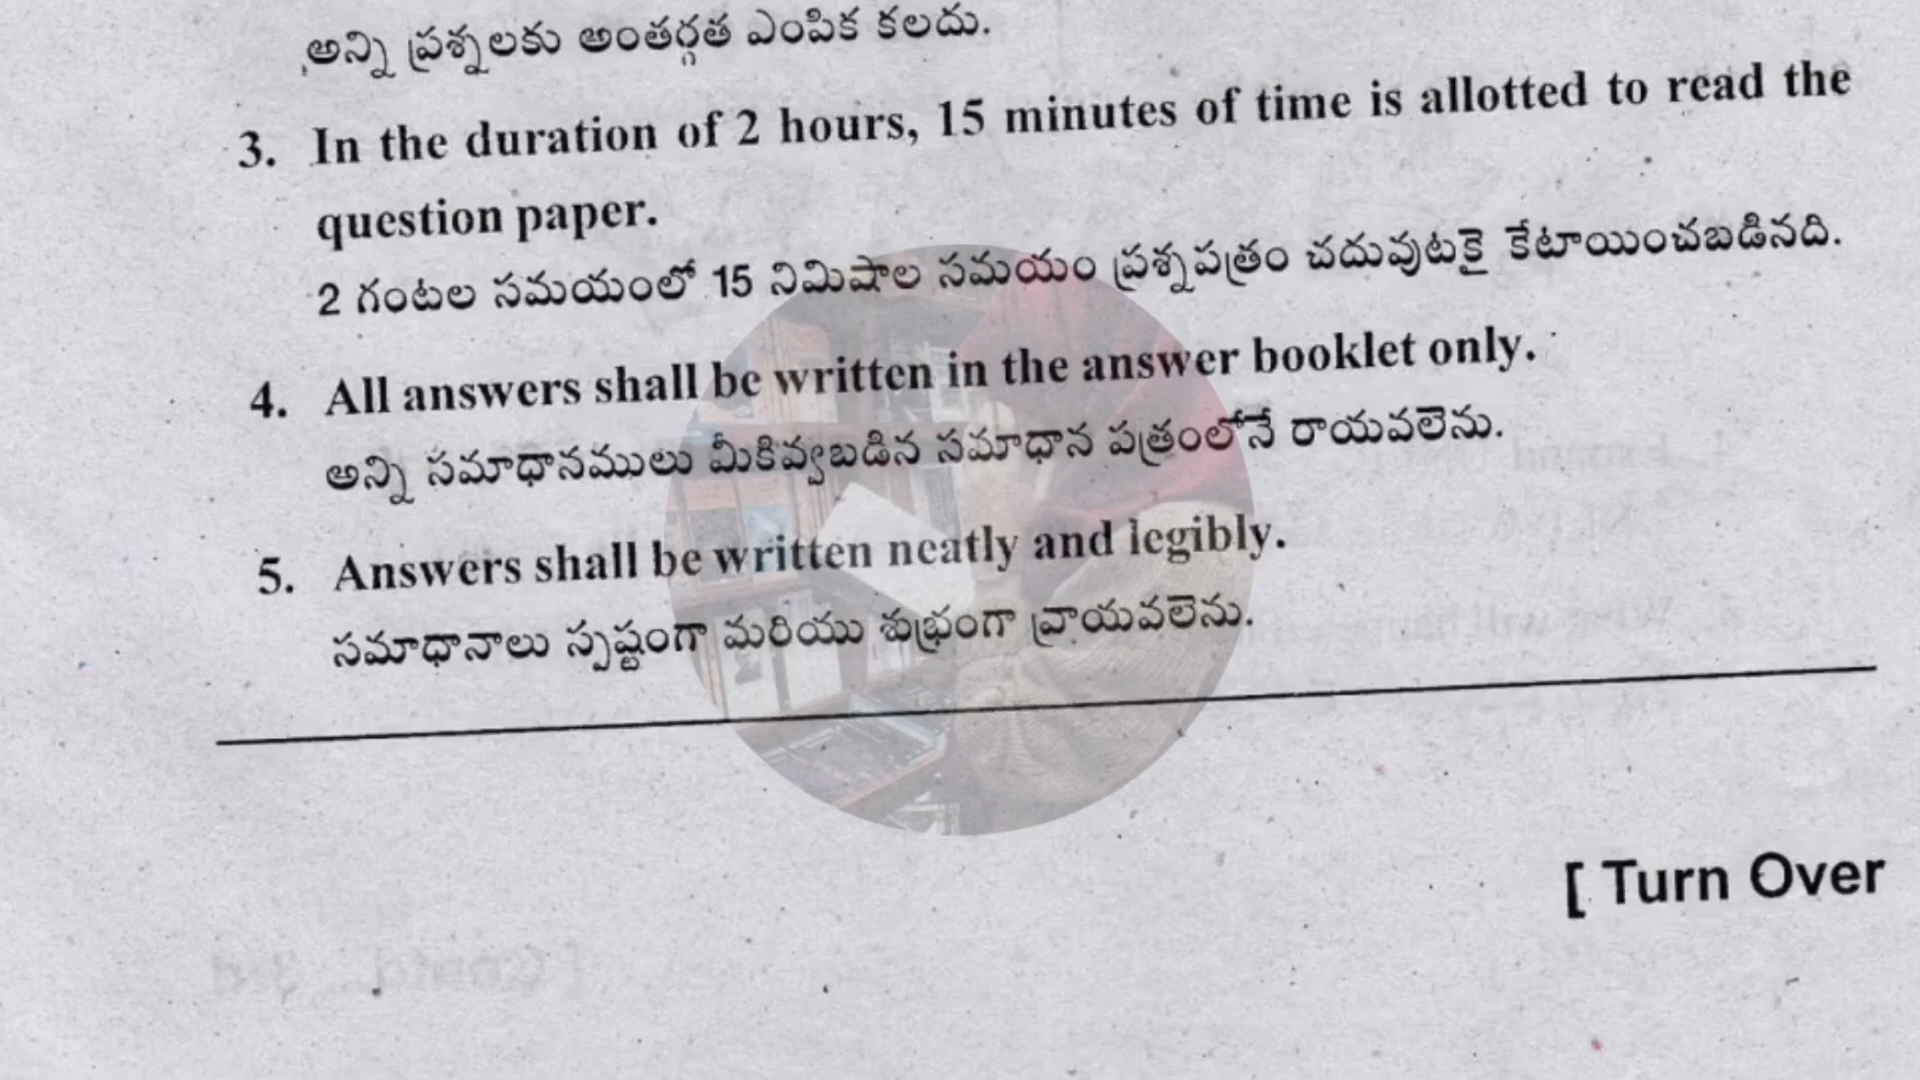 అన్ని ప్రశ్నలకు అంతర్గత ఎంపిక కలదు.
3. In the duration of 2 hours, 15 minutes of time is allotted to read the
question paper.
2 గంటల సమయంలో 15 నిమిషాల సమయం ప్రశ్నపత్రం చదువుటకై కేటాయించబడినది.
4. All answers shall be written in the answer booklet only.
అన్ని సమాధానములు మీకివ్వబడిన సమాధాన పత్రంలోనే రాయవలెను.
5. Answers shall be written neatly and legibly.
సమాధానాలు స్పష్టంగా మరియు శుభ్రంగా వ్రాయవలెను.
[ Turn Over